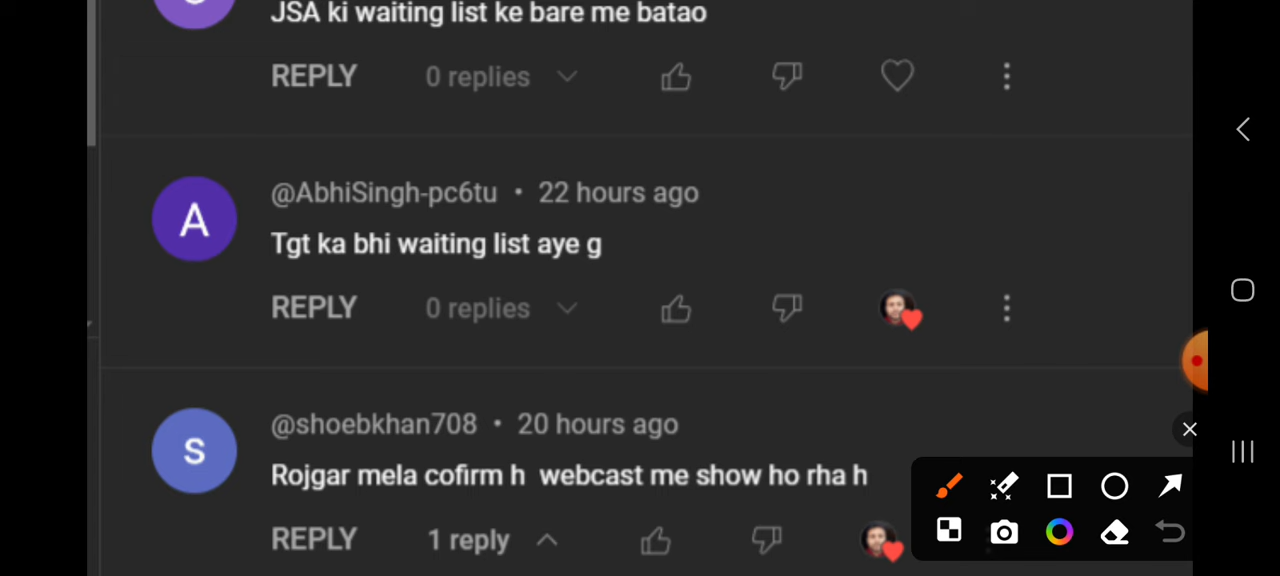 JSA ki waiting list ke bare me batao
REPLY 0 replies
@AbhiSingh-pc6tu • 22 hours ago
A
Tgt ka bhi waiting list aye g
REPLY 0 replies
@shoebkhan708 • 20 hours ago
S
Rojgar mela cofirm h webcast me show ho rha h
REPLY 1 reply